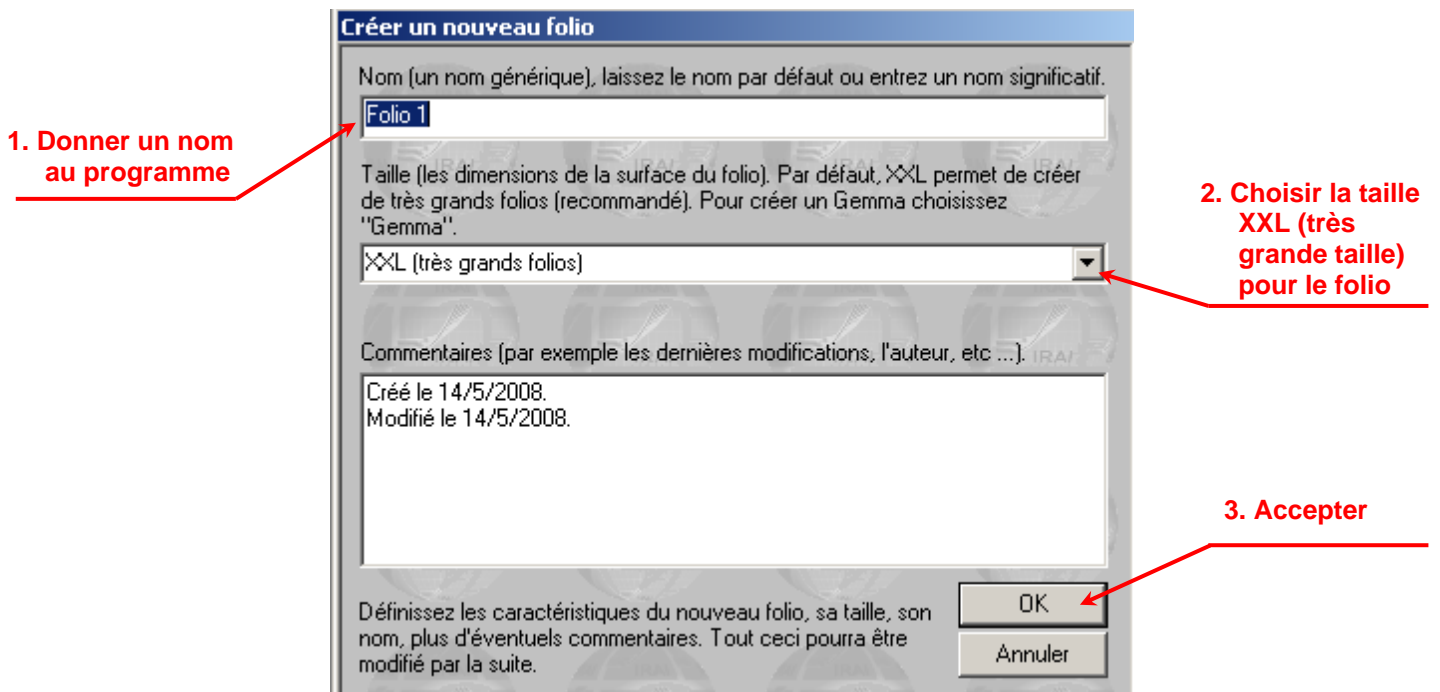 Créer un nouveau folio
Nom (un nom générique), laissez le nom par défaut ou entrez un nom significatif.
Folio 1
1. Donner un nom
au programme
Taille (les dimensions de la surface du folio). Par défaut, XXL permet de créer
de très grands folios (recommandé). Pour créer un Gemma choisissez
"Gemma".
XXL (très grands folios)
2. Choisir la taille
XXL (très
grande taille)
pour le folio
Commentaires (par exemple les dernières modifications, l'auteur, etc ...).
IRAI
Créé le 14/5/2008.
Modifié le 14/5/2008.
3. Accepter
Définissez les caractéristiques du nouveau folio, sa taille, son
nom, plus d'éventuels commentaires. Tout ceci pourra être
modifié par la suite.
OK
Annuler